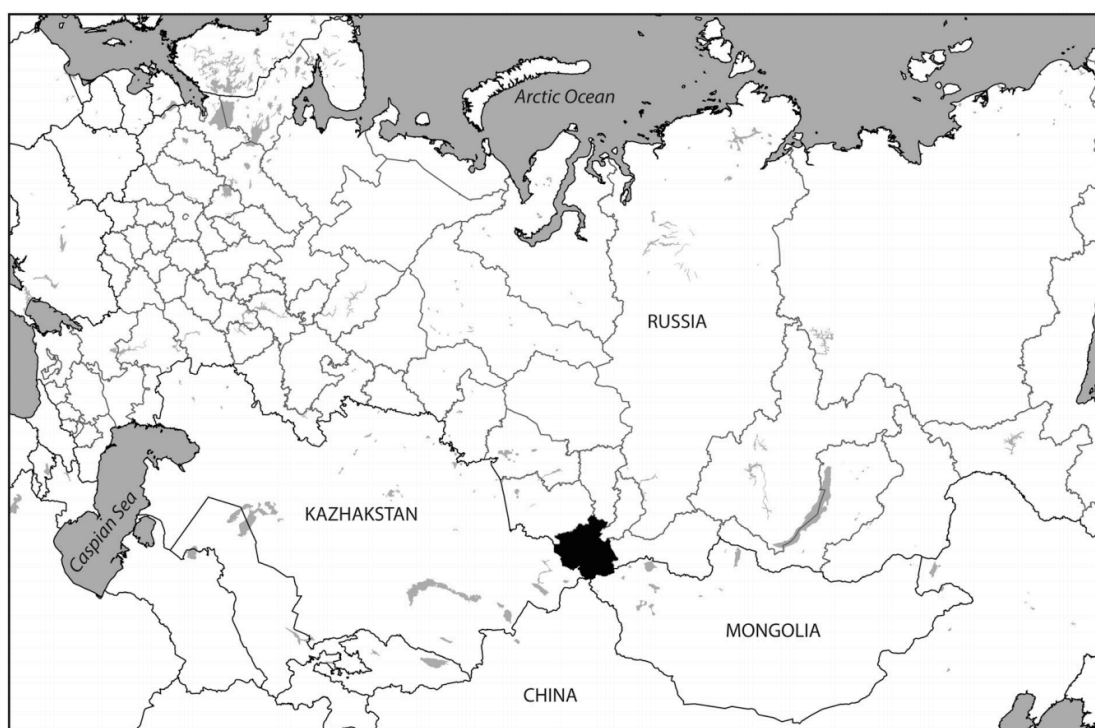 Arctic Ocean
RUSSIA
KAZHAKSTAN
Caspian Sea
MONGOLIA
CHINA